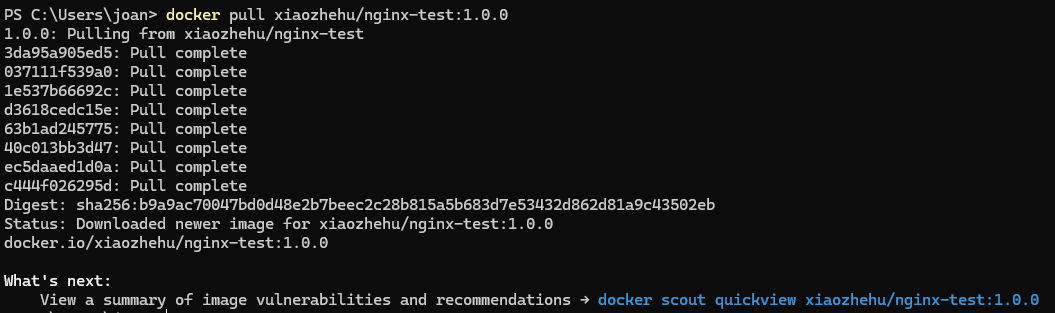 PS C:\Users\joan> docker pull xiaozhehu/nginx-test:1.0.0
1.0.0: Pulling from xiaozhehu/nginx-test
3da95a905ed5: Pull complete
037111f539a0: Pull complete
1e537b66692c: Pull complete
d3618cedc15e: Pull complete
63b1ad245775: Pull complete
40c013bb3d47: Pull complete
ec5daaed1d0a: Pull complete
c444f026295d: Pull complete
Digest: sha256:b9a9ac70047bd0d48e2b7beec2c28b815a5b683d7e53432d862d81a9c43502eb
Status: Downloaded newer image for xiaozhehu/nginx-test:1.0.0
docker.io/xiaozhehu/nginx-test:1.0.0
What's next:
View a summary of image vulnerabilities and recommendations → docker scout quickview xiaozhehu/nginx-test:1.0.0